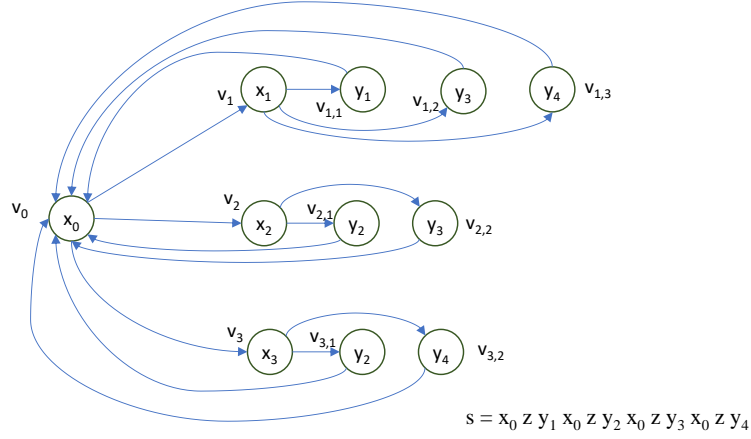 v₁ x₁ v₁,₁ y₁ v₁,₂ y₃ y₄ v₁,₃
v₀ x₀ v₂ x₂ v₂,₁ y₂ y₃ v₂,₂
v₃ x₃ v₃,₁ y₂ y₄ v₃,₂
s = x₀ z y₁ x₀ z y₂ x₀ z y₃ x₀ z y₄